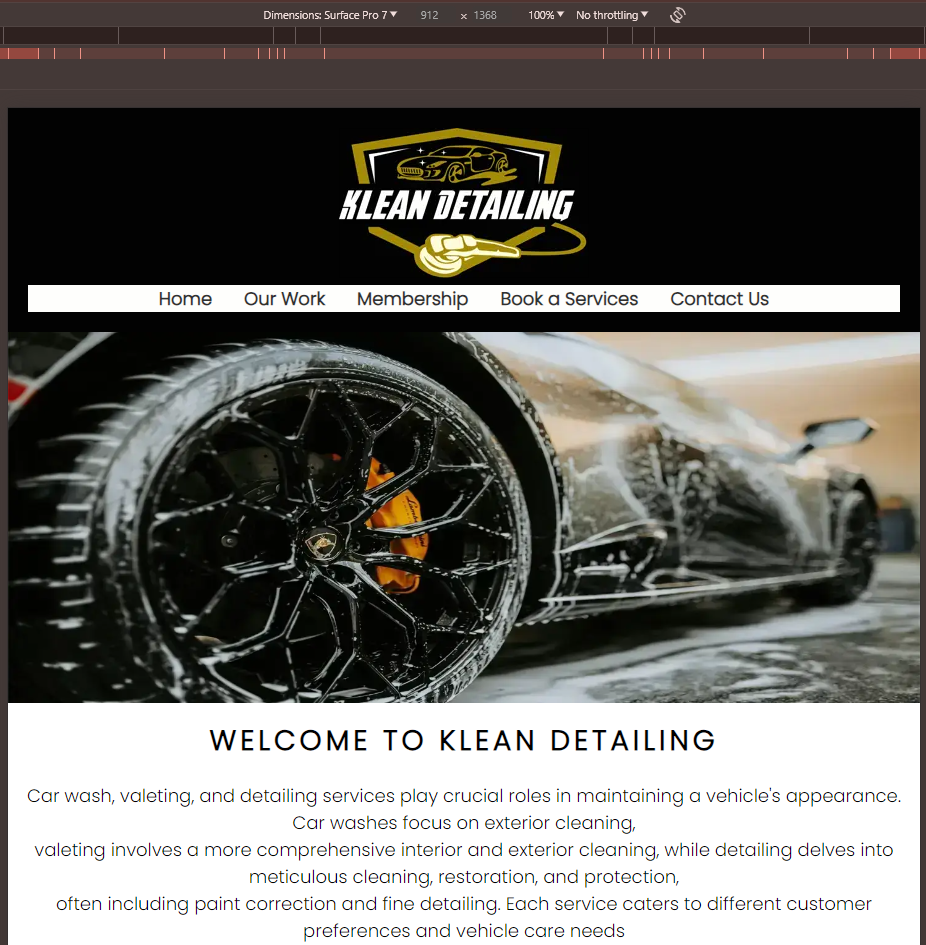 Dimensions: Surface Pro 7 912 × 1368 100% No throttling
KLEAN DETAILING
Home Our Work Membership Book a Services Contact Us
WELCOME TO KLEAN DETAILING
Car wash, valeting, and detailing services play crucial roles in maintaining a vehicle's appearance.
Car washes focus on exterior cleaning,
valeting involves a more comprehensive interior and exterior cleaning, while detailing delves into
meticulous cleaning, restoration, and protection,
often including paint correction and fine detailing. Each service caters to different customer
preferences and vehicle care needs